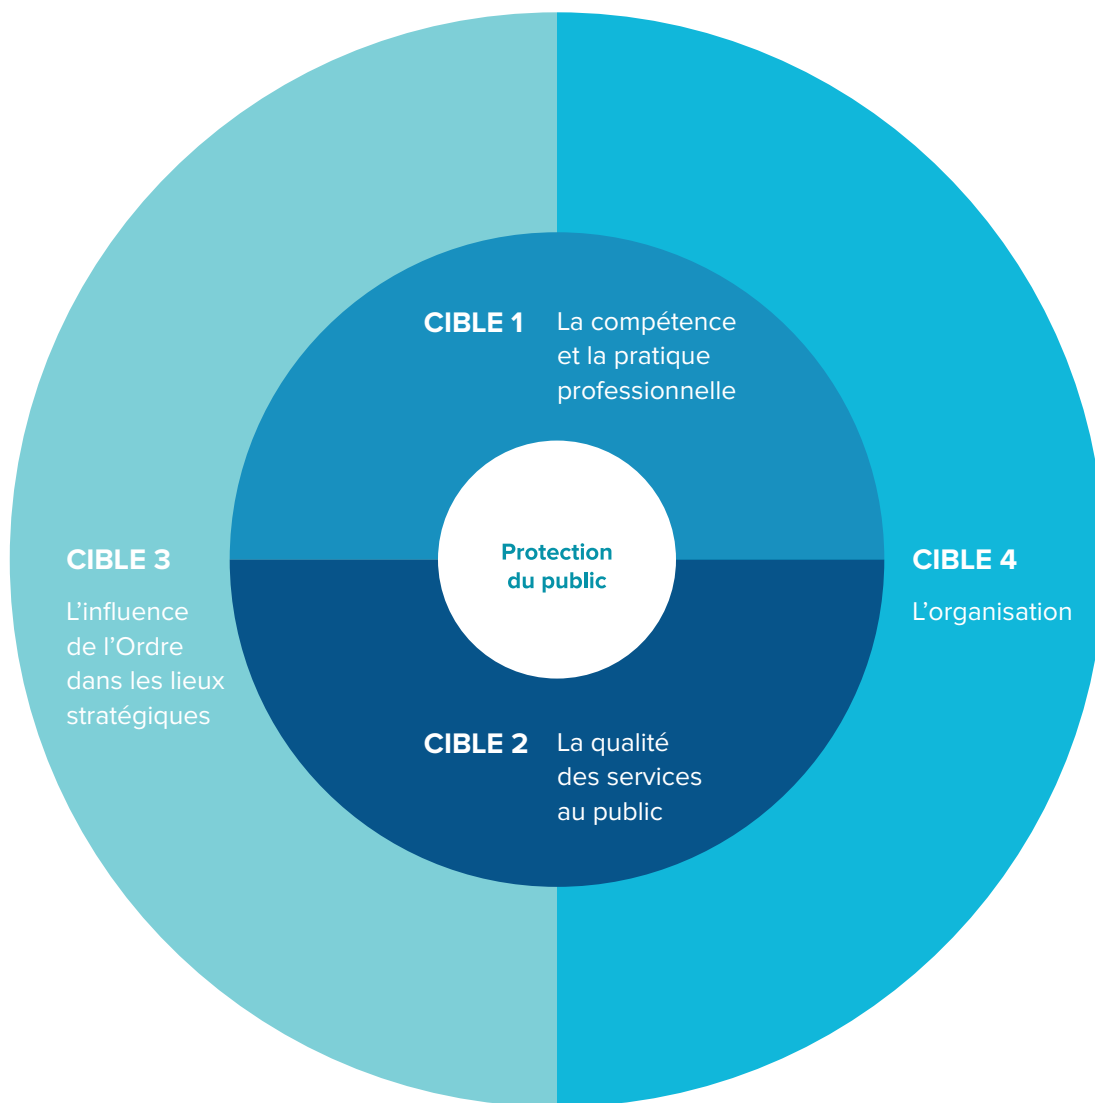 CIBLE 1
La compétence
et la pratique
professionnelle
Protection
du public
CIBLE 3
L’influence
de l’Ordre
dans les lieux
stratégiques
CIBLE 4
L’organisation
CIBLE 2
La qualité
des services
au public